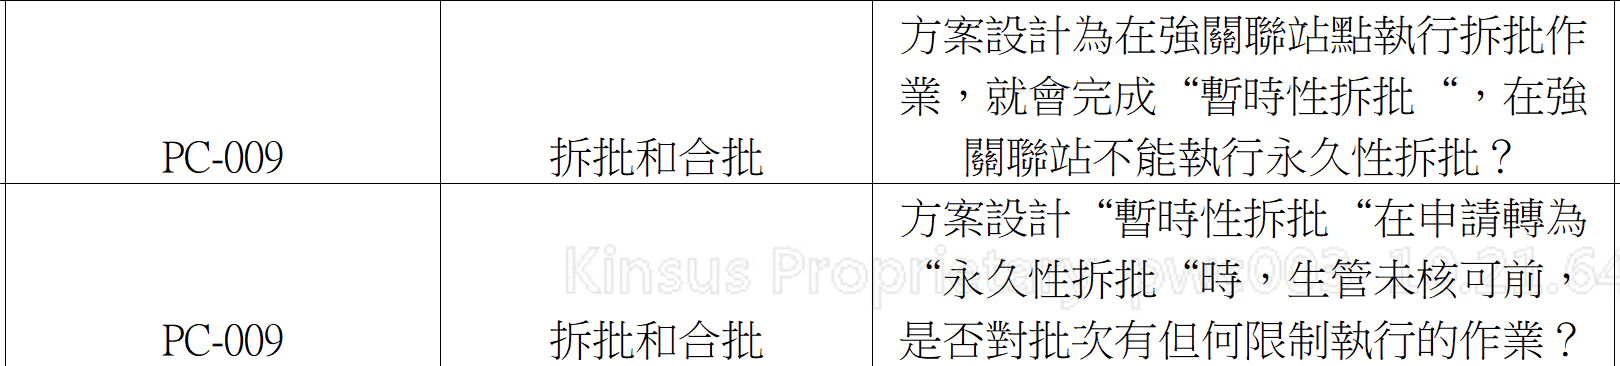 方案設計為在強關聯站點執行拆批作
業，就會完成“暫時性拆批“，在強
PC-009 拆批和合批 關聯站不能執行永久性拆批？
方案設計“暫時性拆批“在申請轉為
“永久性拆批“時，生管未核可前，
PC-009 拆批和合批 是否對批次有但何限制執行的作業？
Kinsus Proprietary